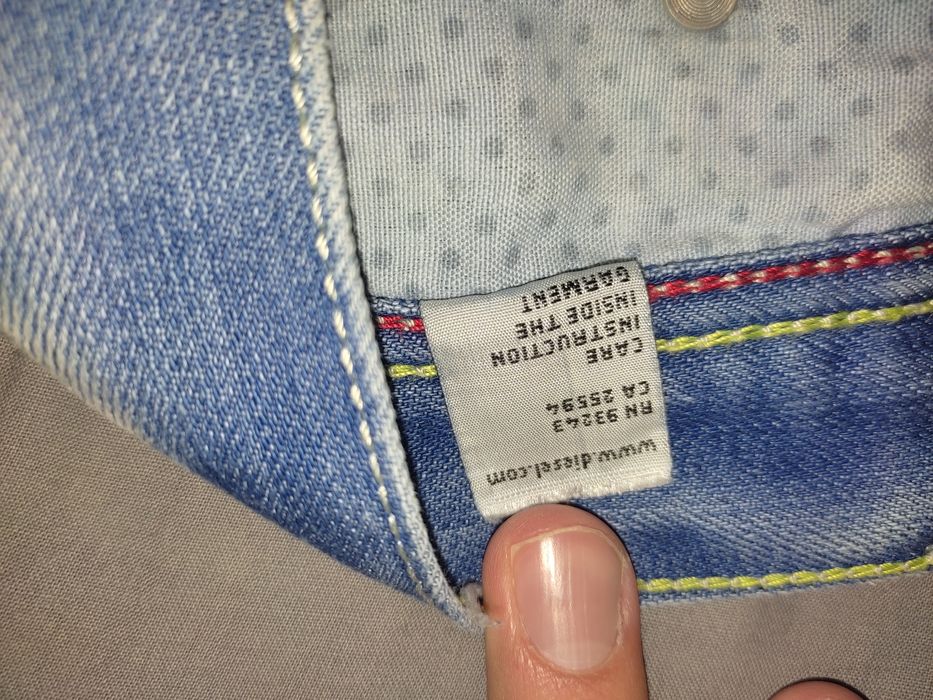 www.diesel.com
RN 93243
CA 25594
CARE
INSTRUCTION
INSIDE THE
GARMENT